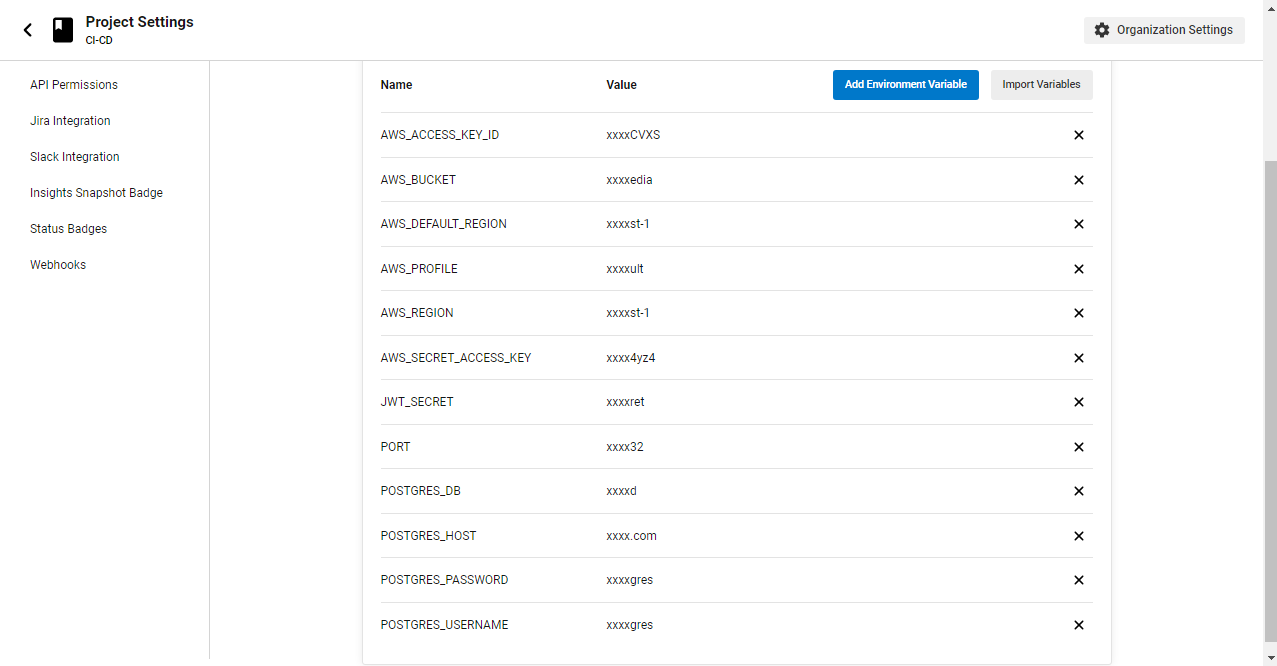 Project Settings
CI-CD
Organization Settings
API Permissions
Jira Integration
Slack Integration
Insights Snapshot Badge
Status Badges
Webhooks
Name Value Add Environment Variable Import Variables
AWS_ACCESS_KEY_ID xxxxCVXS
AWS_BUCKET xxxxedia
AWS_DEFAULT_REGION xxxxst-1
AWS_PROFILE xxxxult
AWS_REGION xxxxst-1
AWS_SECRET_ACCESS_KEY xxxx4yz4
JWT_SECRET xxxxret
PORT xxxx32
POSTGRES_DB xxxxd
POSTGRES_HOST xxxx.com
POSTGRES_PASSWORD xxxxgres
POSTGRES_USERNAME xxxxgres